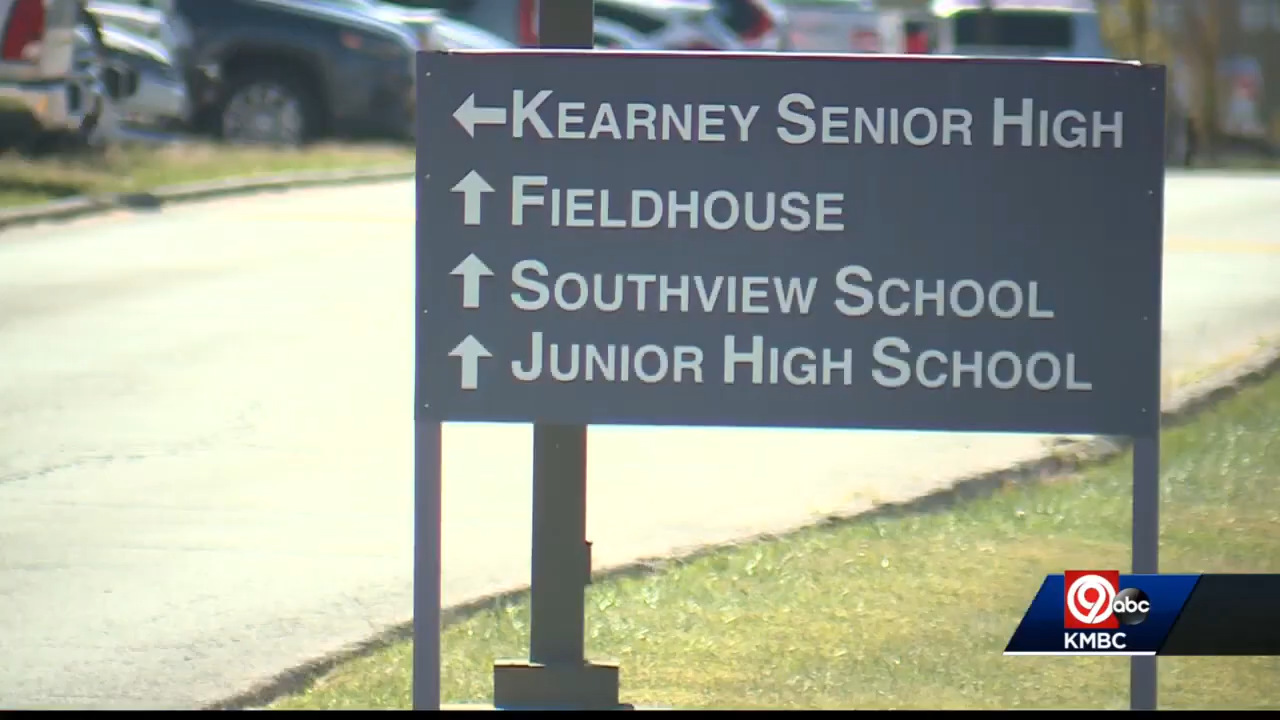 ← KEARNEY SENIOR HIGH
↑ FIELDHOUSE
↑ SOUTHVIEW SCHOOL
↑ JUNIOR HIGH SCHOOL
9 abc
KMBC